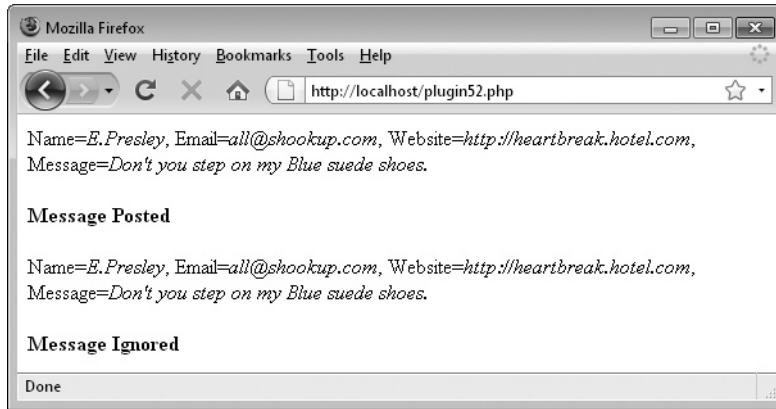 Mozilla Firefox
File Edit View History Bookmarks Tools Help
http://localhost/plugin52.php
Name=E.Presley, Email=all@shookup.com, Website=http://heartbreak.hotel.com,
Message=Don't you step on my Blue suede shoes.
Message Posted
Name=E.Presley, Email=all@shookup.com, Website=http://heartbreak.hotel.com,
Message=Don't you step on my Blue suede shoes.
Message Ignored
Done